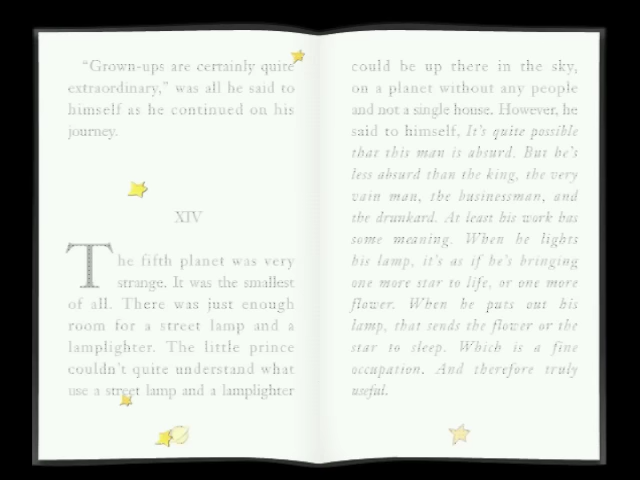 “Grown-ups are certainly quite
extraordinary,” was all he said to
himself as he continued on his
journey.
XIV
The fifth planet was very
strange. It was the smallest
of all. There was just enough
room for a street lamp and a
lamplighter. The little prince
couldn't quite understand what
use a street lamp and a lamplighter
could be up there in the sky,
on a planet without any people
and not a single house. However, he
said to himself, It's quite possible
that this man is absurd. But he's
less absurd than the king, the very
vain man, the businessman, and
the drunkard. At least his work has
some meaning. When he lights
his lamp, it's as if he's bringing
one more star to life, or one more
flower. When he puts out his
lamp, that sends the flower or the
star to sleep. Which is a fine
occupation. And therefore truly
useful.